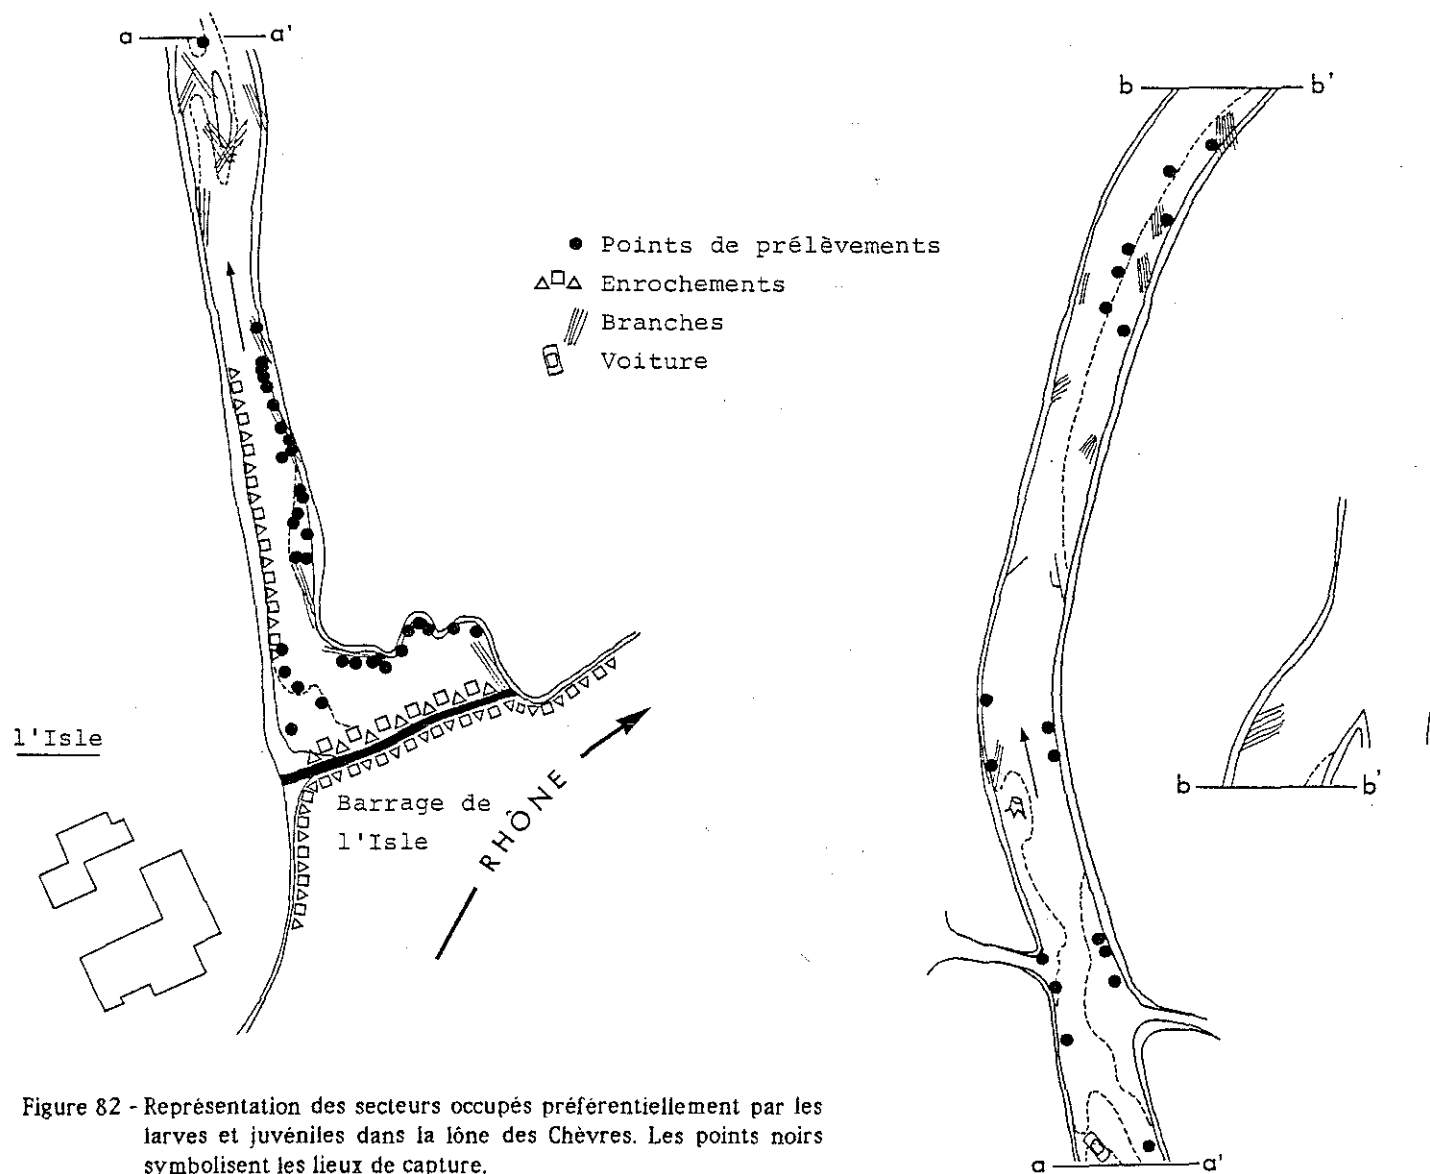 a a'
b b'
Points de prélèvements
Enrochements
Branches
Voiture
l'Isle
Barrage de
l'Isle
RHÔNE
b b'
a a'
Figure 82 - Représentation des secteurs occupés préférentiellement par les
larves et juvéniles dans la lône des Chèvres. Les points noirs
symbolisent les lieux de capture.